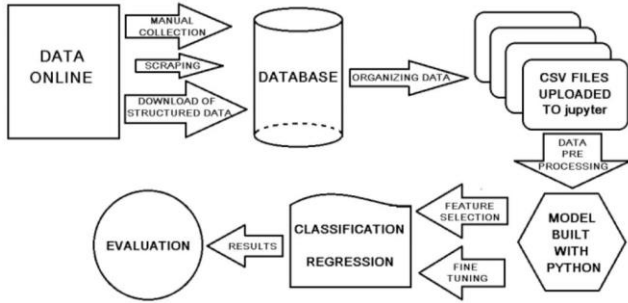 DATA
ONLINE
MANUAL
COLLECTION
SCRAPING
DOWNLOAD OF
STRUCTURED DATA
DATABASE
ORGANIZING DATA
CSV FILES
UPLOADED
TO jupyter
DATA
PRE
PROCESSING
MODEL
BUILT
WITH
PYTHON
FEATURE
SELECTION
FINE
TUNING
CLASSIFICATION
REGRESSION
RESULTS
EVALUATION